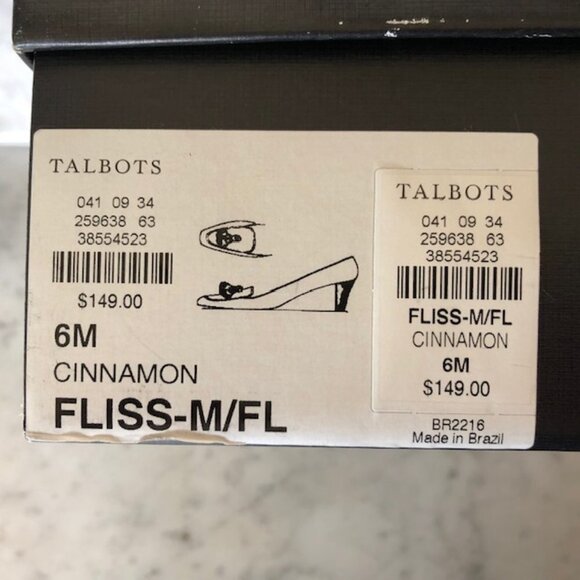 TALBOTS
041 09 34
259638 63
38554523
$149.00
6M
CINNAMON
FLISS-M/FL
TALBOTS
041 09 34
259638 63
38554523
FLISS-M/FL
CINNAMON
6M
$149.00
BR2216
Made in Brazil